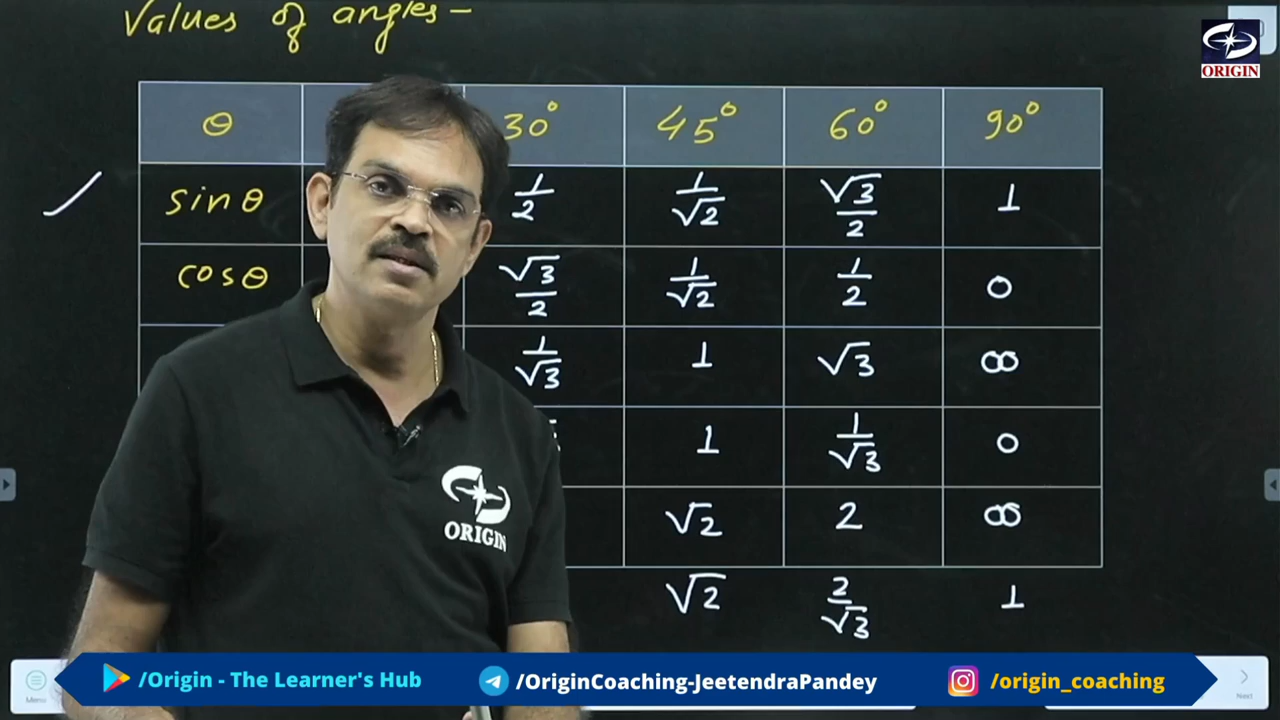 Values of angles-
ORIGIN
θ 30° 45° 60° 90°
sinθ 1/2 1/√2 √3/2 1
cosθ √3/2 1/√2 1/2 0
1/√3 1 √3 ∞
1 1/√3 0
√2 2 ∞
√2 2/√3 1
ORIGIN
Menu
Next
/Origin - The Learner's Hub
/OriginCoaching-JeetendraPandey
/origin_coaching